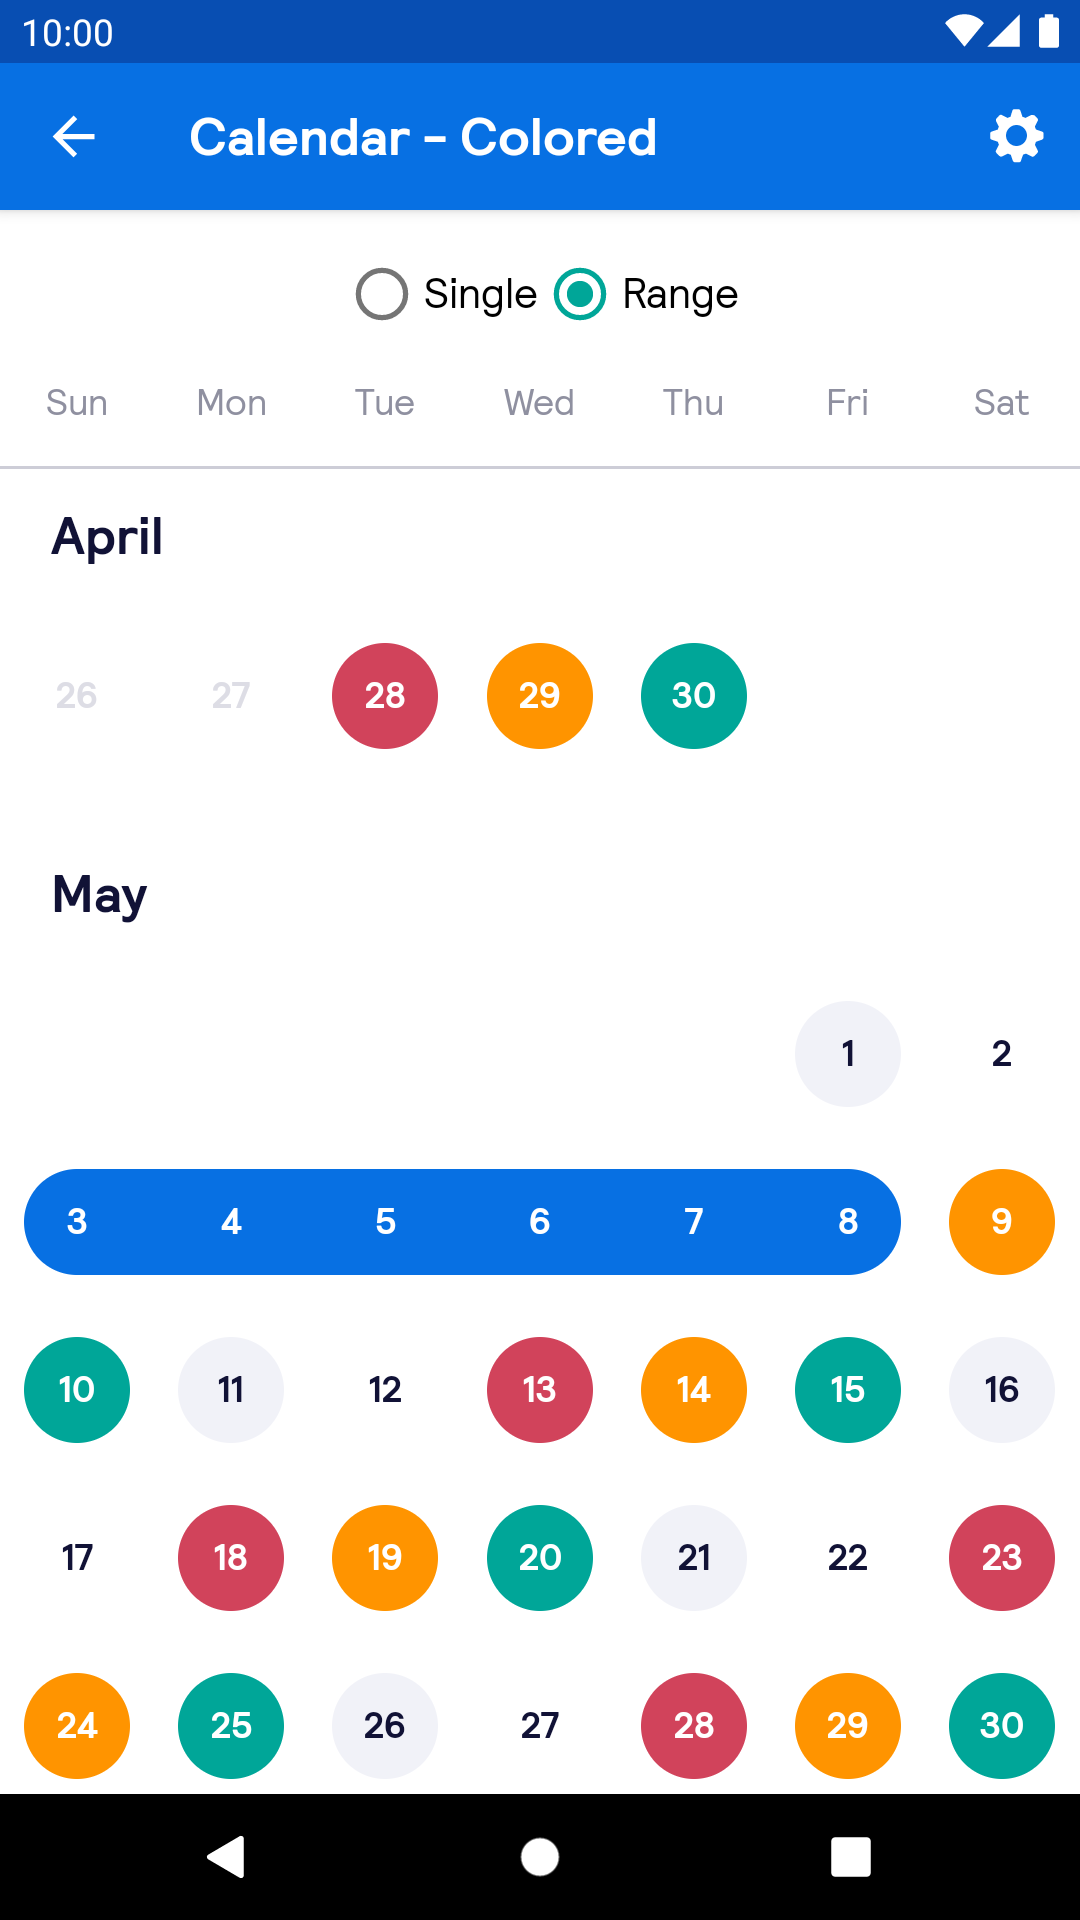 10:00
Calendar - Colored
Single Range
Sun Mon Tue Wed Thu Fri Sat
April
26 27 28 29 30
May
1 2
3 4 5 6 7 8 9
10 11 12 13 14 15 16
17 18 19 20 21 22 23
24 25 26 27 28 29 30